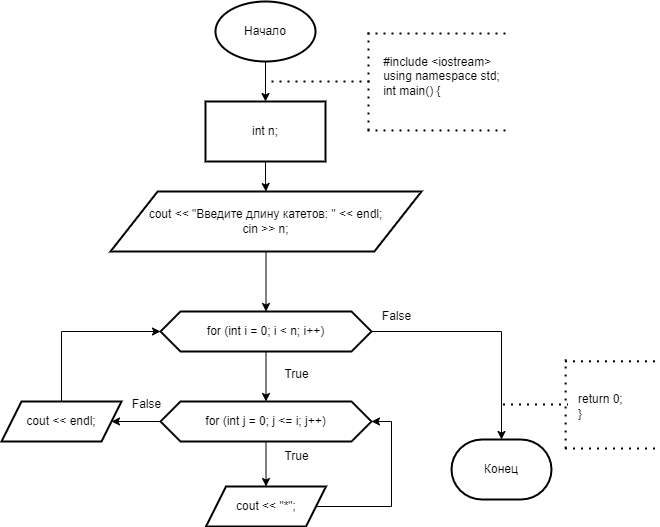 Начало
#include <iostream>
using namespace std;
int main() {
int n;
cout << "Введите длину катетов: " << endl;
cin >> n;
for (int i = 0; i < n; i++)
False
True
for (int j = 0; j <= i; j++)
False
cout << endl;
True
cout << "*";
return 0;
}
Конец